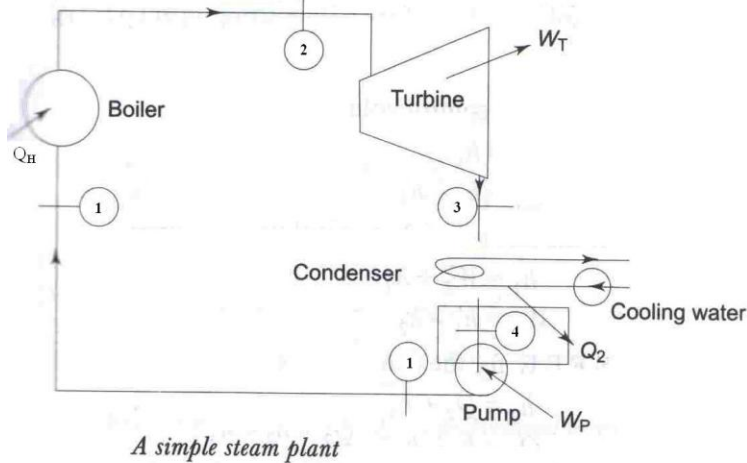 2
W_T
Boiler
Turbine
Q_H
1
3
Condenser
Cooling water
4
Q_2
1
Pump
W_P
A simple steam plant